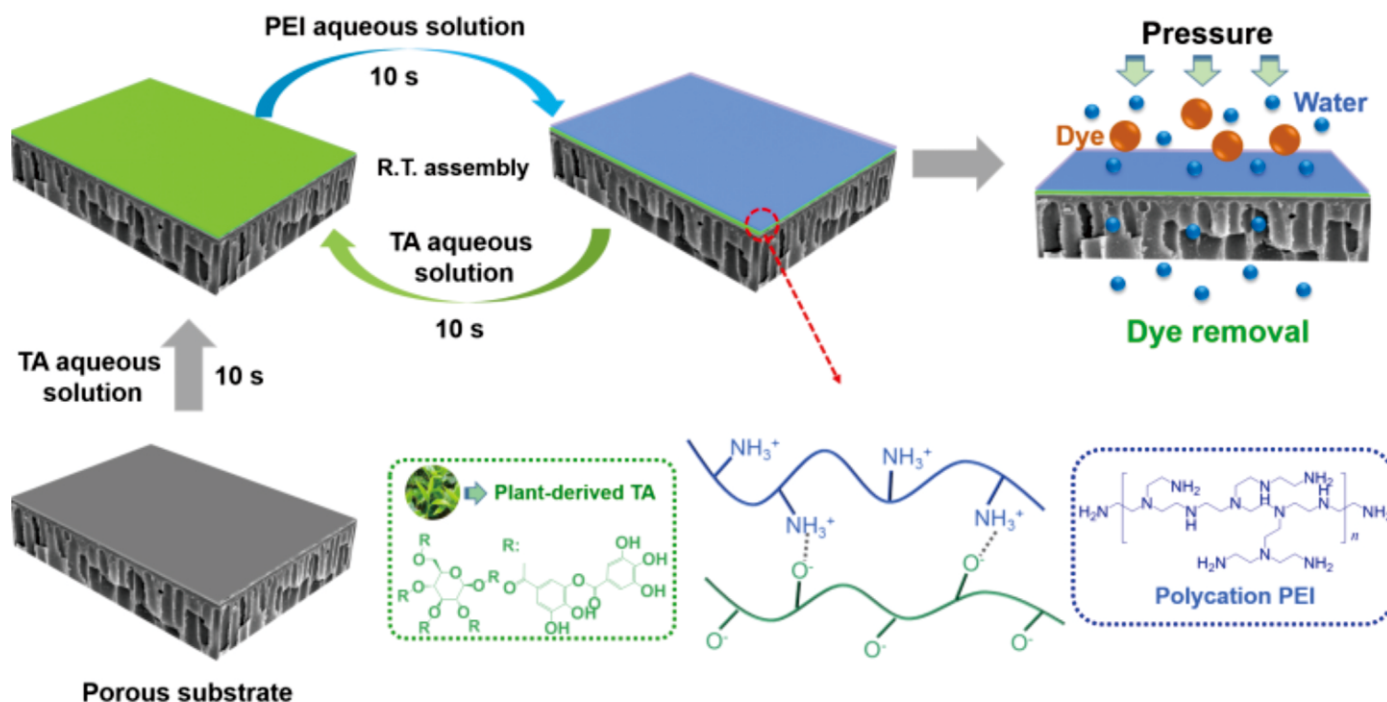 PEI aqueous solution
10 s
R.T. assembly
TA aqueous
solution
10 s
Pressure
Water
Dye
Dye removal
TA aqueous
solution
10 s
Porous substrate
Plant-derived TA
R
O
O
O
R
O
R
O
R
O
R
R:
O
O
O
OH
OH
OH
OH
OH
NH₃⁺
NH₃⁺
NH₃⁺
NH₃⁺
O⁻
O⁻
O⁻
O⁻
O⁻
H₂N
NH₂
N
N
H
N
NH₂
H
N
N
H
N
NH₂
n
N
H₂N
NH₂
Polycation PEI